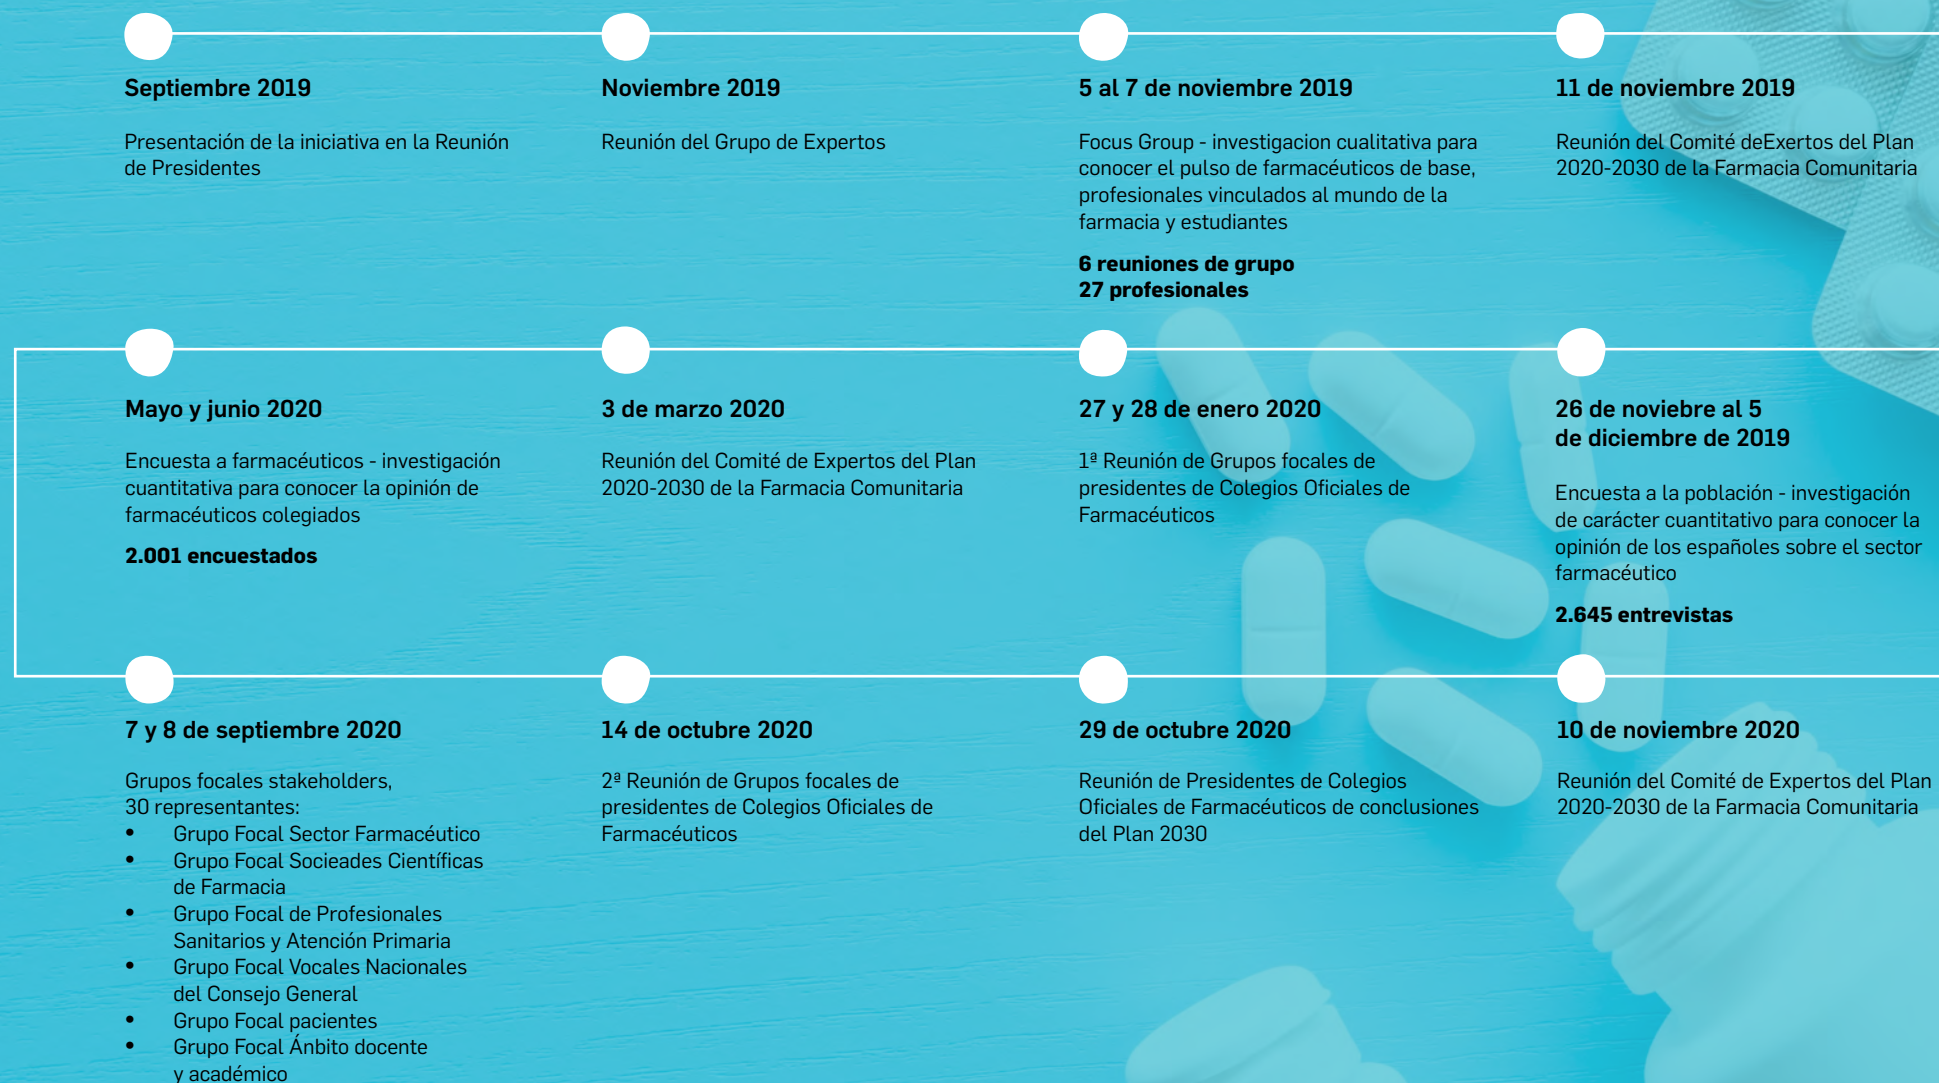 Septiembre 2019
Presentación de la iniciativa en la Reunión
de Presidentes
Noviembre 2019
Reunión del Grupo de Expertos
5 al 7 de noviembre 2019
Focus Group - investigacion cualitativa para
conocer el pulso de farmacéuticos de base,
profesionales vinculados al mundo de la
farmacia y estudiantes
6 reuniones de grupo
27 profesionales
11 de noviembre 2019
Reunión del Comité deExertos del Plan
2020-2030 de la Farmacia Comunitaria
Mayo y junio 2020
Encuesta a farmacéuticos - investigación
cuantitativa para conocer la opinión de
farmacéuticos colegiados
2.001 encuestados
3 de marzo 2020
Reunión del Comité de Expertos del Plan
2020-2030 de la Farmacia Comunitaria
27 y 28 de enero 2020
1ª Reunión de Grupos focales de
presidentes de Colegios Oficiales de
Farmacéuticos
26 de noviebre al 5
de diciembre de 2019
Encuesta a la población - investigación
de carácter cuantitativo para conocer la
opinión de los españoles sobre el sector
farmacéutico
2.645 entrevistas
7 y 8 de septiembre 2020
Grupos focales stakeholders,
30 representantes:
• Grupo Focal Sector Farmacéutico
• Grupo Focal Socieades Científicas
de Farmacia
• Grupo Focal de Profesionales
Sanitarios y Atención Primaria
• Grupo Focal Vocales Nacionales
del Consejo General
• Grupo Focal pacientes
• Grupo Focal Ánbito docente
y académico
14 de octubre 2020
2ª Reunión de Grupos focales de
presidentes de Colegios Oficiales de
Farmacéuticos
29 de octubre 2020
Reunión de Presidentes de Colegios
Oficiales de Farmacéuticos de conclusiones
del Plan 2030
10 de noviembre 2020
Reunión del Comité de Expertos del Plan
2020-2030 de la Farmacia Comunitaria